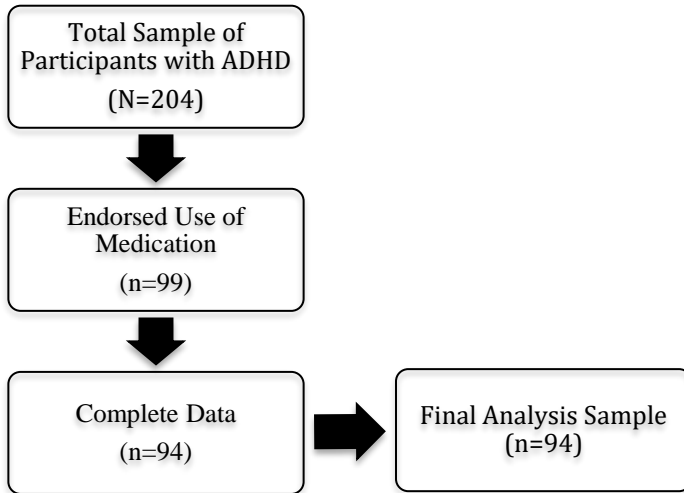 Total Sample of
Participants with ADHD
(N=204)
Endorsed Use of
Medication
(n=99)
Complete Data
(n=94)
Final Analysis Sample
(n=94)